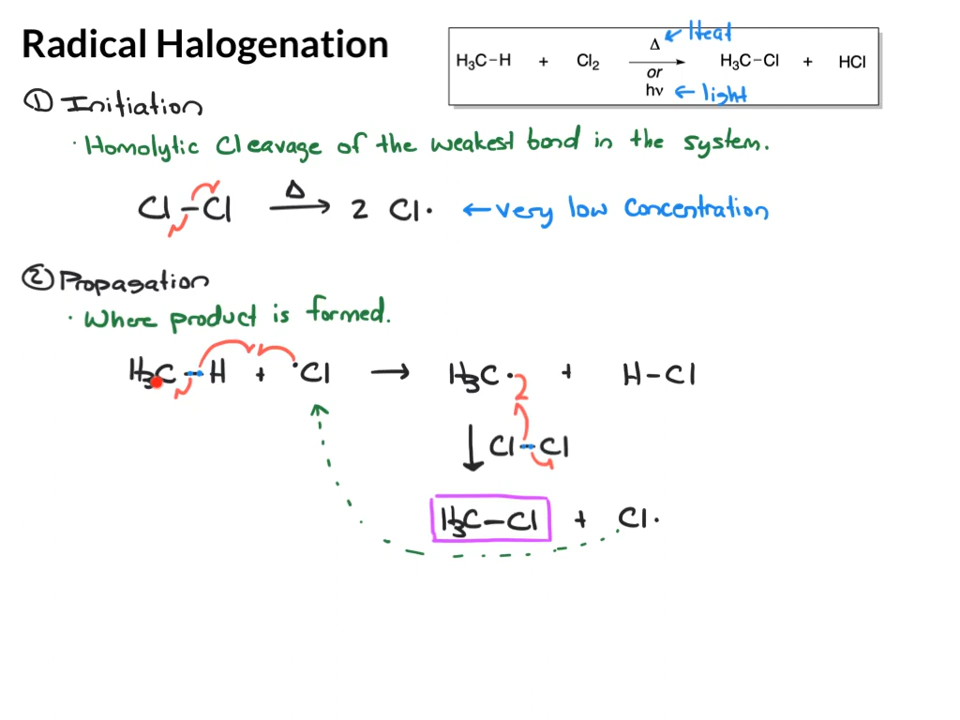 Radical Halogenation
H₃C−H + Cl₂ Δ or hν → H₃C−Cl + HCl
← Heat
← light
① Initiation
· Homolytic Cleavage of the weakest bond in the system.
Cl−Cl Δ → 2 Cl· ← very low Concentration
② Propagation
· Where product is formed.
H₃C−H + ·Cl → H₃C· + H−Cl
↓ Cl−Cl
H₃C−Cl + Cl·